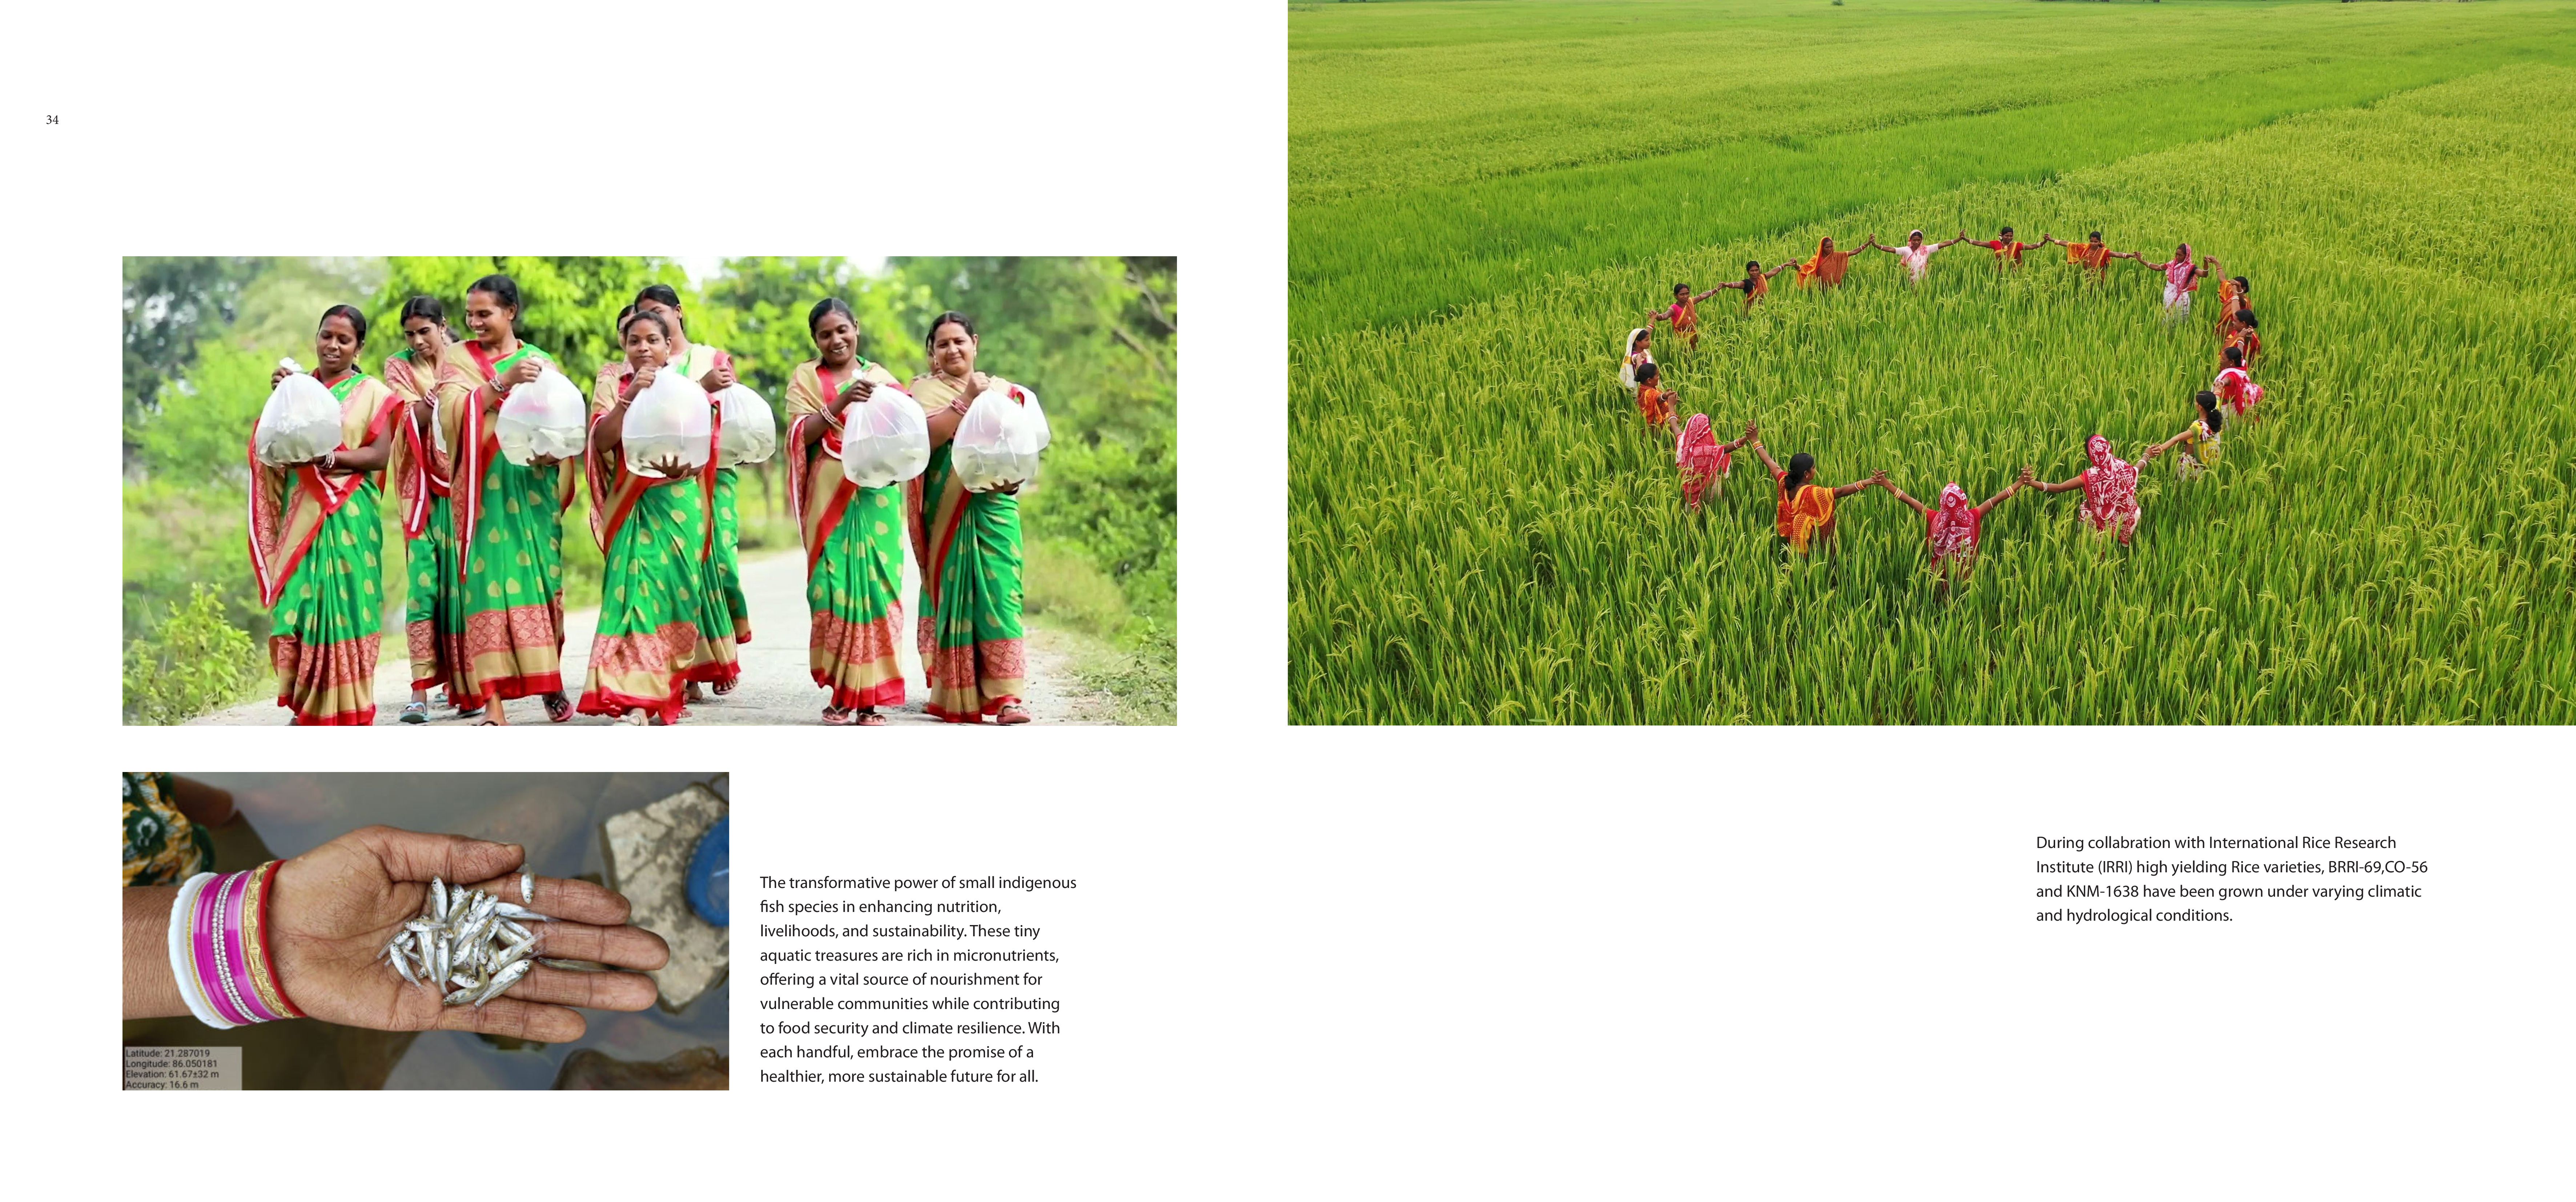 34
Latitude: 21.287019
Longitude: 86.050181
Elevation: 61.67±32 m
Accuracy: 16.6 m
The transformative power of small indigenous
fish species in enhancing nutrition,
livelihoods, and sustainability. These tiny
aquatic treasures are rich in micronutrients,
offering a vital source of nourishment for
vulnerable communities while contributing
to food security and climate resilience. With
each handful, embrace the promise of a
healthier, more sustainable future for all.
During collabration with International Rice Research
Institute (IRRI) high yielding Rice varieties, BRRI-69,CO-56
and KNM-1638 have been grown under varying climatic
and hydrological conditions.